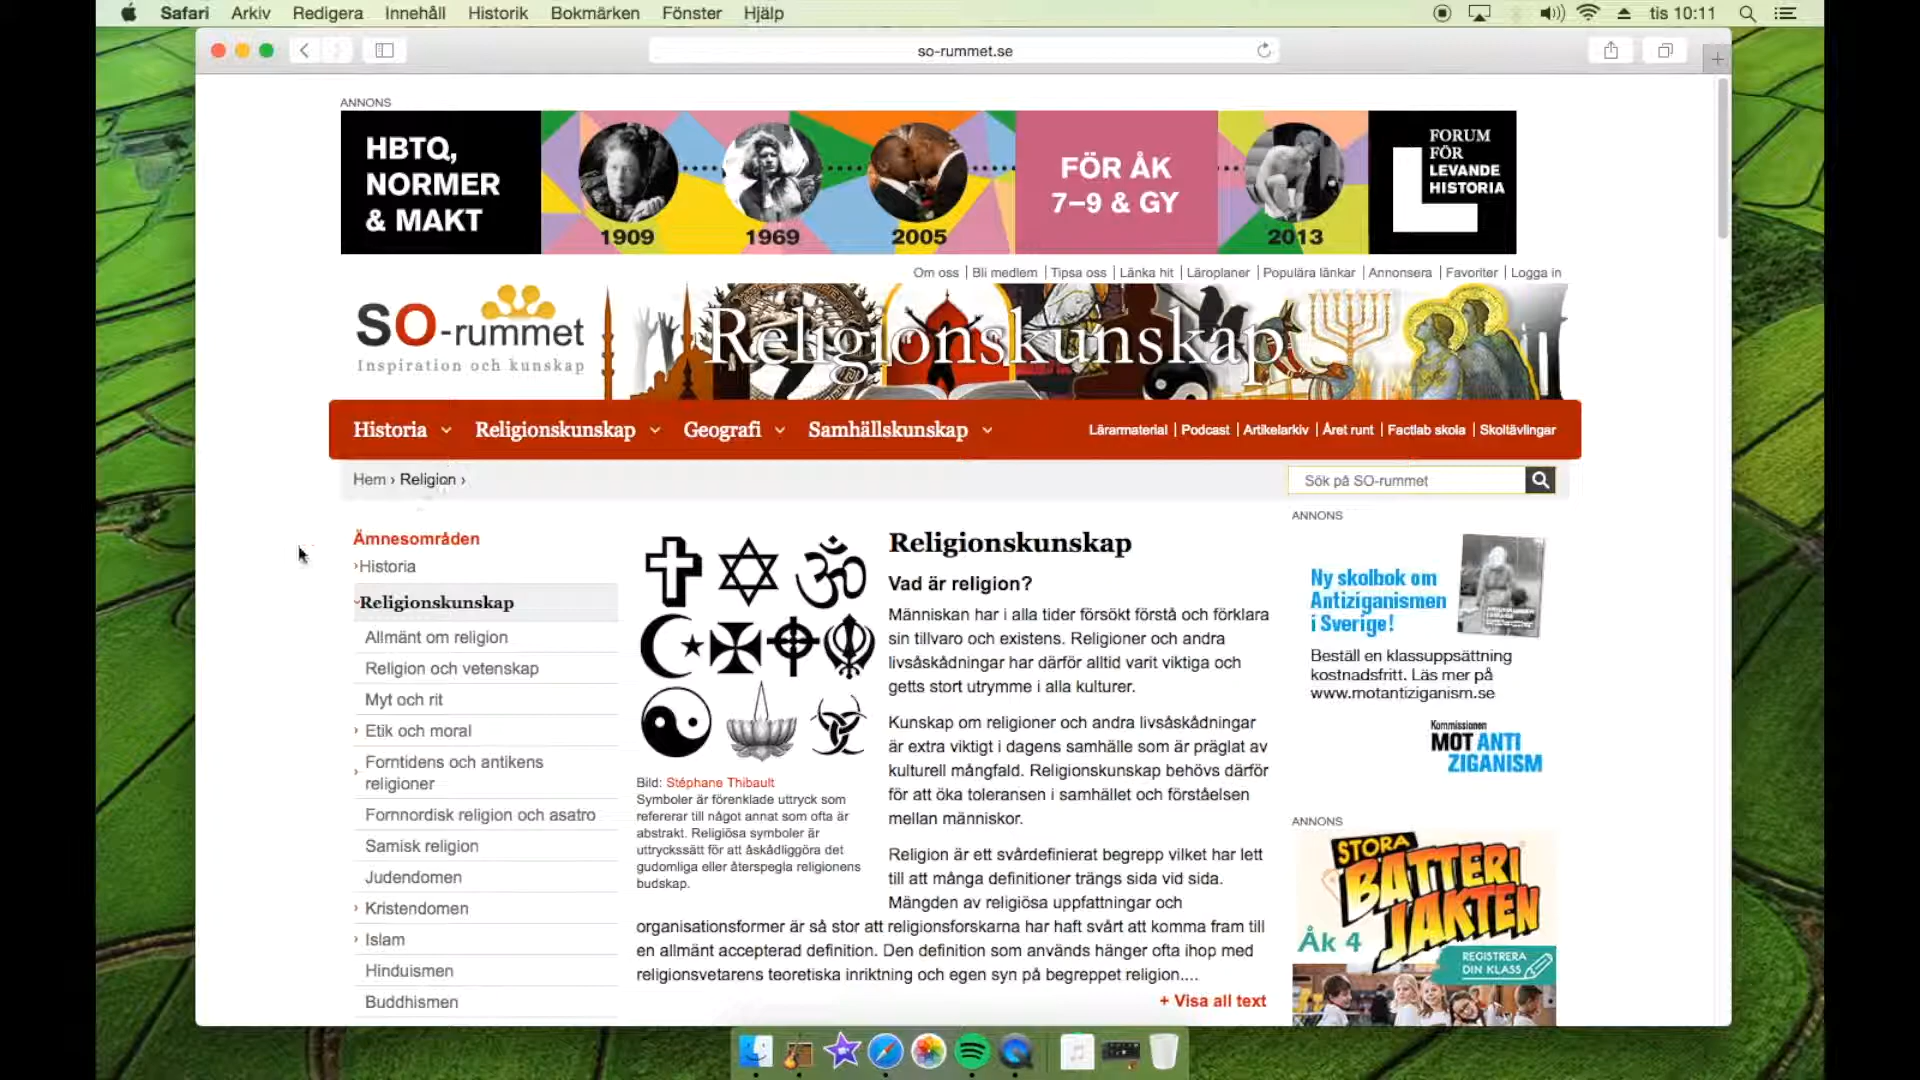 Safari Arkiv Redigera Innehåll Historik Bokmärken Fönster Hjälp tis 10:11
so-rummet.se
ANNONS
HBTQ,
NORMER
& MAKT
1909 1969 2005
FÖR ÅK
7–9 & GY
2013
FORUM
FÖR
LEVANDE
HISTORIA
Om oss | Bli medlem | Tipsa oss | Länka hit | Läroplaner | Populära länkar | Annonsera | Favoriter | Logga in
SO-rummet
Inspiration och kunskap
Religionskunskap
Historia Religionskunskap Geografi Samhällskunskap
Lärarmaterial | Podcast | Artikelarkiv | Året runt | Factlab skola | Skoltävlingar
Hem › Religion ›
Sök på SO-rummet
Ämnesområden
›Historia
Religionskunskap
Allmänt om religion
Religion och vetenskap
Myt och rit
› Etik och moral
› Forntidens och antikens
religioner
Fornnordisk religion och asatro
Samisk religion
Judendomen
› Kristendomen
› Islam
Hinduismen
Buddhismen
Bild: Stéphane Thibault
Symboler är förenklade uttryck som
refererar till något annat som ofta är
abstrakt. Religiösa symboler är
uttryckssätt för att åskådliggöra det
gudomliga eller återspegla religionens
budskap.
Religionskunskap
Vad är religion?
Människan har i alla tider försökt förstå och förklara
sin tillvaro och existens. Religioner och andra
livsåskådningar har därför alltid varit viktiga och
getts stort utrymme i alla kulturer.
Kunskap om religioner och andra livsåskådningar
är extra viktigt i dagens samhälle som är präglat av
kulturell mångfald. Religionskunskap behövs därför
för att öka toleransen i samhället och förståelsen
mellan människor.
Religion är ett svårdefinierat begrepp vilket har lett
till att många definitioner trängs sida vid sida.
Mängden av religiösa uppfattningar och
organisationsformer är så stor att religionsforskarna har haft svårt att komma fram till
en allmänt accepterad definition. Den definition som används hänger ofta ihop med
religionsvetarens teoretiska inriktning och egen syn på begreppet religion....
+ Visa all text
ANNONS
Ny skolbok om
Antiziganismen
i Sverige!
Beställ en klassuppsättning
kostnadsfritt. Läs mer på
www.motantiziganism.se
Kommissionen
MOT ANTI
ZIGANISM
ANNONS
STORA
BATTERI
JAKTEN
Åk 4
REGISTRERA
DIN KLASS